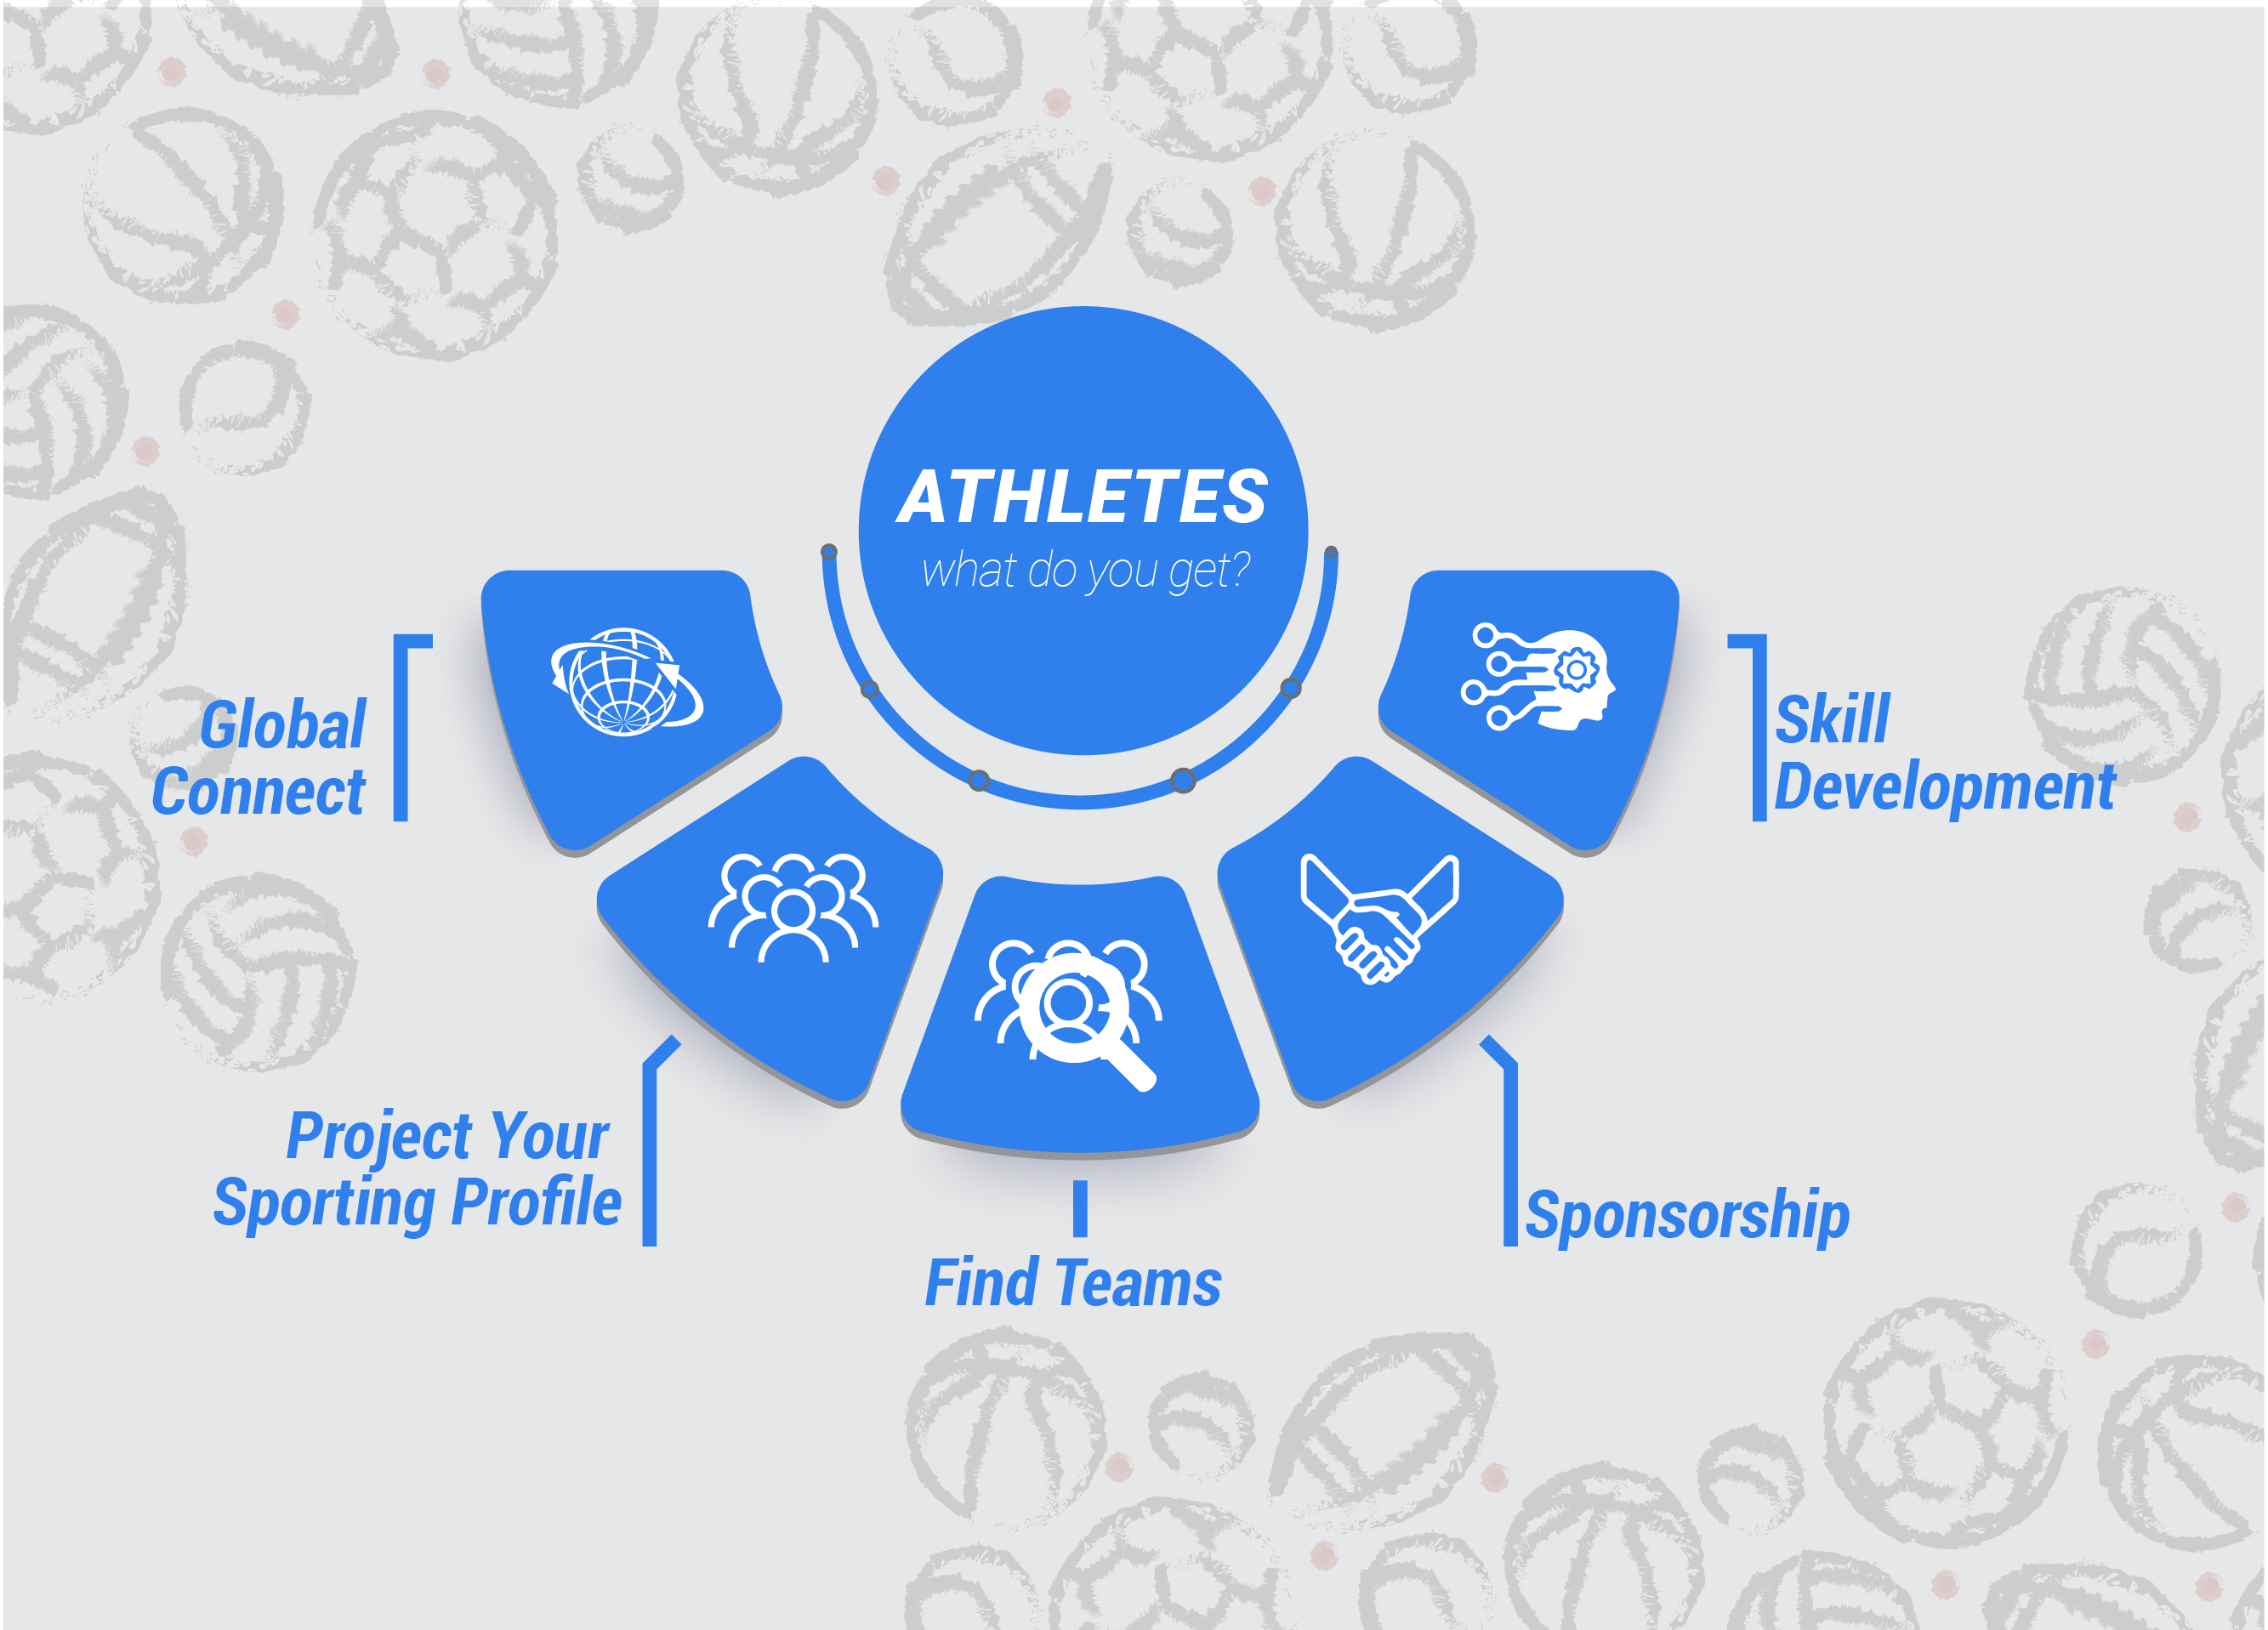 ATHLETES
what do you get?
Global
Connect
Project Your
Sporting Profile
Find Teams
Sponsorship
Skill
Development